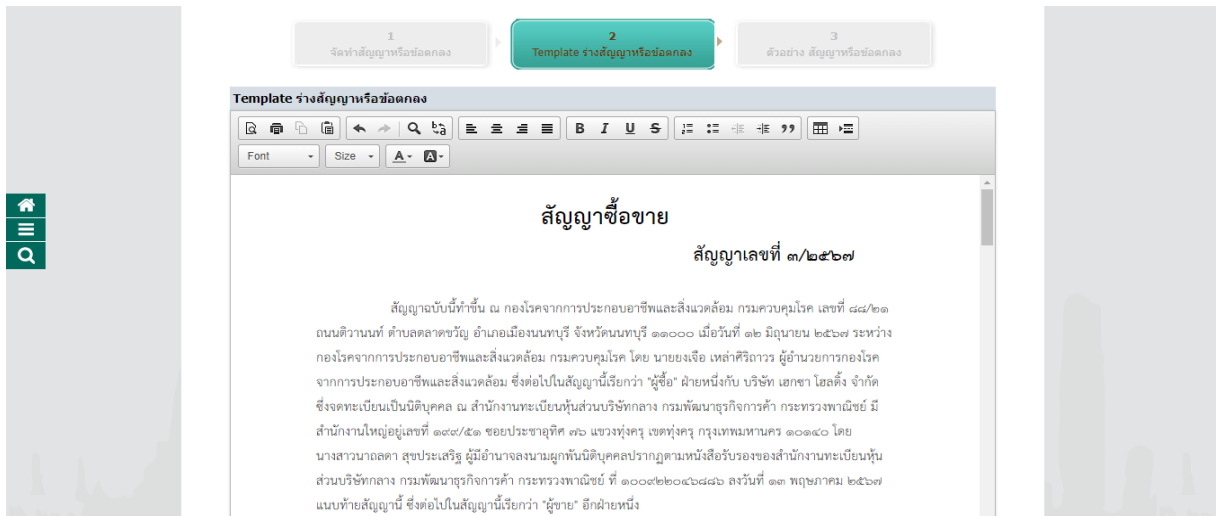 1
จัดทำสัญญาหรือข้อตกลง
2
Template ร่างสัญญาหรือข้อตกลง
3
ตัวอย่าง สัญญาหรือข้อตกลง
Template ร่างสัญญาหรือข้อตกลง
B I U S
Font Size A A
สัญญาซื้อขาย
สัญญาเลขที่ ๓/๒๕๖๗
สัญญาฉบับนี้ทำขึ้น ณ กองโรคจากการประกอบอาชีพและสิ่งแวดล้อม กรมควบคุมโรค เลขที่ ๘๘/๒๑
ถนนติวานนท์ ตำบลตลาดขวัญ อำเภอเมืองนนทบุรี จังหวัดนนทบุรี ๑๑๐๐๐ เมื่อวันที่ ๑๒ มิถุนายน ๒๕๖๗ ระหว่าง
กองโรคจากการประกอบอาชีพและสิ่งแวดล้อม กรมควบคุมโรค โดย นายยงเจือ เหล่าศิริถาวร ผู้อำนวยการกองโรค
จากการประกอบอาชีพและสิ่งแวดล้อม ซึ่งต่อไปในสัญญานี้เรียกว่า "ผู้ซื้อ" ฝ่ายหนึ่งกับ บริษัท เฮกซา โฮลดิ้ง จำกัด
ซึ่งจดทะเบียนเป็นนิติบุคคล ณ สำนักงานทะเบียนหุ้นส่วนบริษัทกลาง กรมพัฒนาธุรกิจการค้า กระทรวงพาณิชย์ มี
สำนักงานใหญ่อยู่เลขที่ ๑๙๙/๕๑ ซอยประชาอุทิศ ๗๖ แขวงทุ่งครุ เขตทุ่งครุ กรุงเทพมหานคร ๑๐๑๔๐ โดย
นางสาวนาถลดา สุขประเสริฐ ผู้มีอำนาจลงนามผูกพันนิติบุคคลปรากฏตามหนังสือรับรองของสำนักงานทะเบียนหุ้น
ส่วนบริษัทกลาง กรมพัฒนาธุรกิจการค้า กระทรวงพาณิชย์ ที่ ๑๐๐๙๒๒๐๔๖๘๘๖ ลงวันที่ ๑๓ พฤษภาคม ๒๕๖๗
แนบท้ายสัญญานี้ ซึ่งต่อไปในสัญญานี้เรียกว่า "ผู้ขาย" อีกฝ่ายหนึ่ง